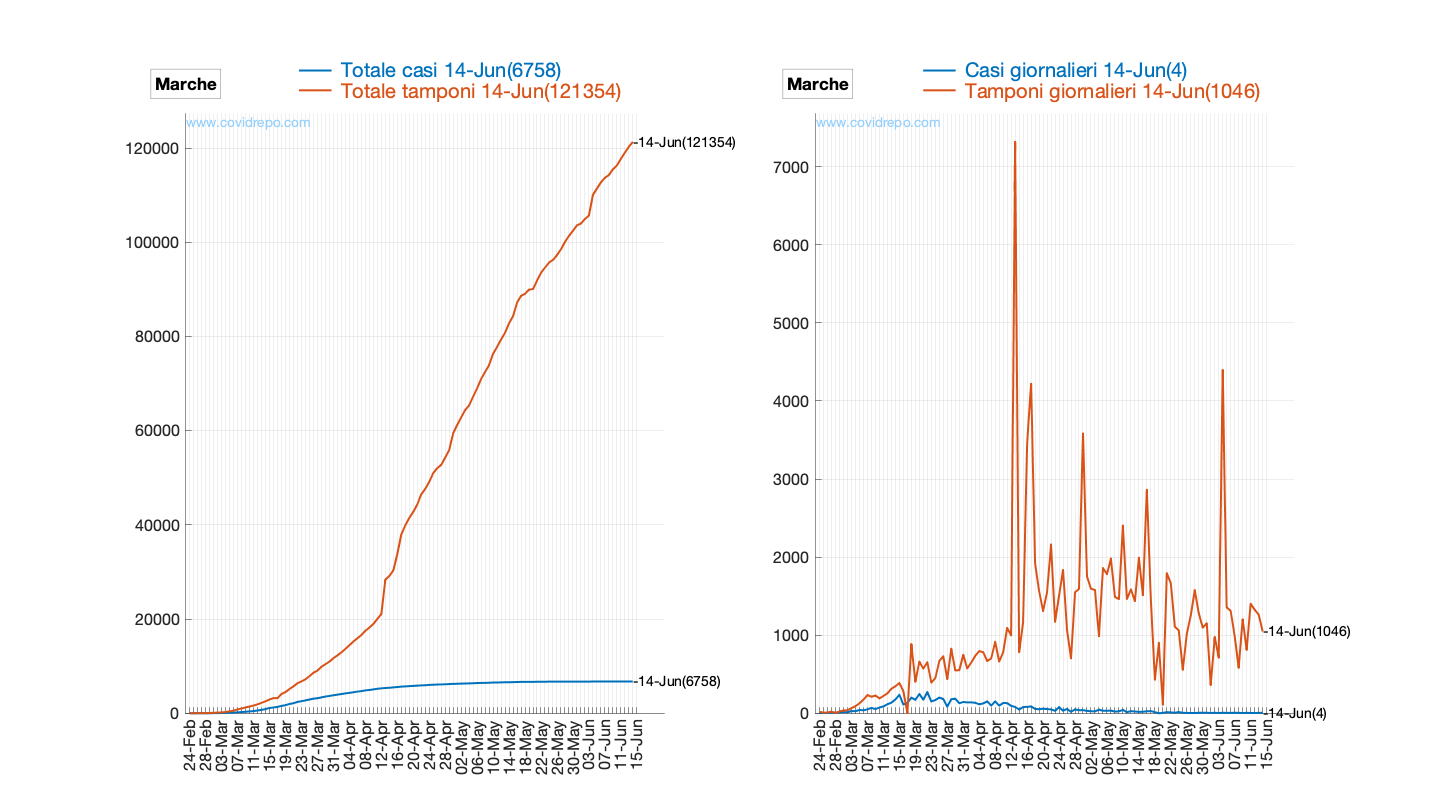 Marche
Totale casi 14-Jun(6758)
Totale tamponi 14-Jun(121354)
www.covidrepo.com
120000
100000
80000
60000
40000
20000
0
-14-Jun(121354)
-14-Jun(6758)
24-Feb
28-Feb
03-Mar
07-Mar
11-Mar
15-Mar
19-Mar
23-Mar
27-Mar
31-Mar
04-Apr
08-Apr
12-Apr
16-Apr
20-Apr
24-Apr
28-Apr
02-May
06-May
10-May
14-May
18-May
22-May
26-May
30-May
03-Jun
07-Jun
11-Jun
15-Jun
Marche
Casi giornalieri 14-Jun(4)
Tamponi giornalieri 14-Jun(1046)
www.covidrepo.com
7000
6000
5000
4000
3000
2000
1000
0
-14-Jun(1046)
-14-Jun(4)
24-Feb
28-Feb
03-Mar
07-Mar
11-Mar
15-Mar
19-Mar
23-Mar
27-Mar
31-Mar
04-Apr
08-Apr
12-Apr
16-Apr
20-Apr
24-Apr
28-Apr
02-May
06-May
10-May
14-May
18-May
22-May
26-May
30-May
03-Jun
07-Jun
11-Jun
15-Jun